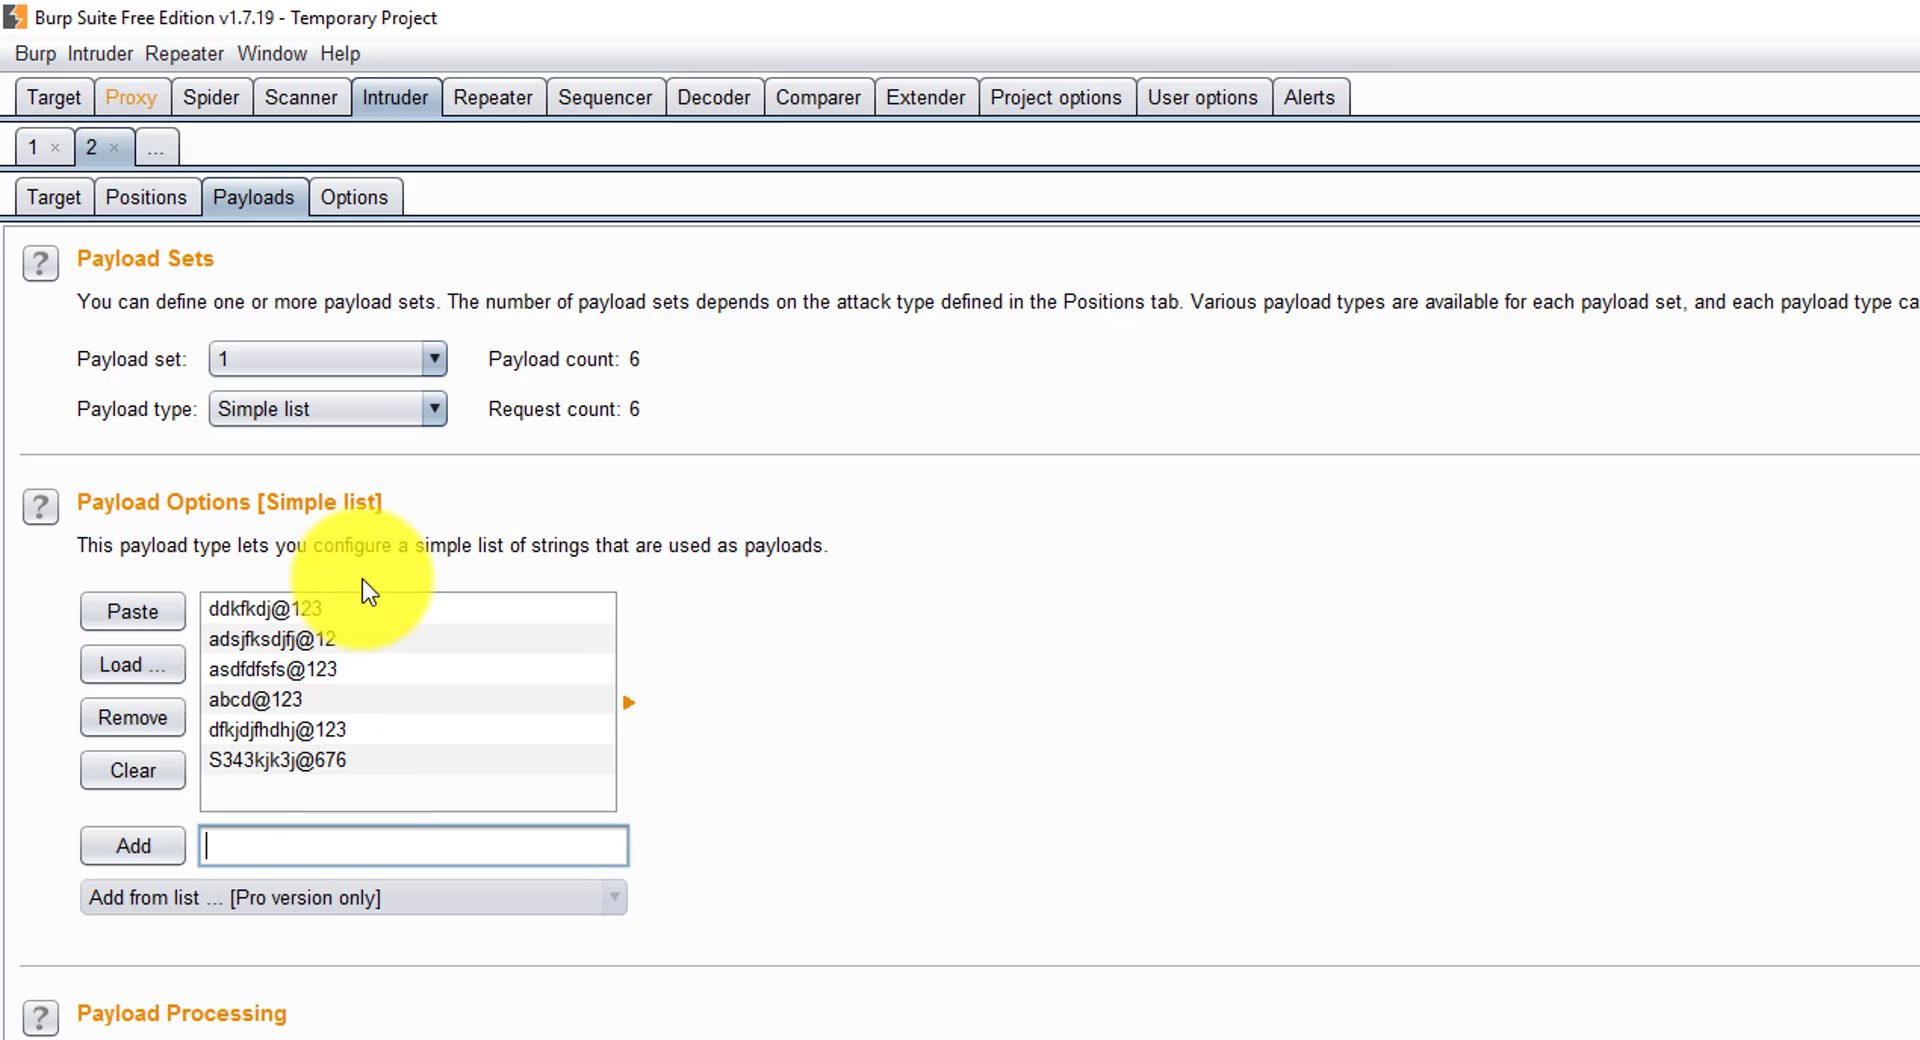 Burp Suite Free Edition v1.7.19 - Temporary Project
Burp Intruder Repeater Window Help
Target Proxy Spider Scanner Intruder Repeater Sequencer Decoder Comparer Extender Project options User options Alerts
1 × 2 × ...
Target Positions Payloads Options
? Payload Sets
You can define one or more payload sets. The number of payload sets depends on the attack type defined in the Positions tab. Various payload types are available for each payload set, and each payload type ca
Payload set: 1 Payload count: 6
Payload type: Simple list Request count: 6
? Payload Options [Simple list]
This payload type lets you configure a simple list of strings that are used as payloads.
Paste
Load ...
Remove
Clear
ddkfkdj@123
adsjfksdjfj@12
asdfdfsfs@123
abcd@123
dfkjdjfhdhj@123
S343kjk3j@676
Add
Add from list ... [Pro version only]
? Payload Processing